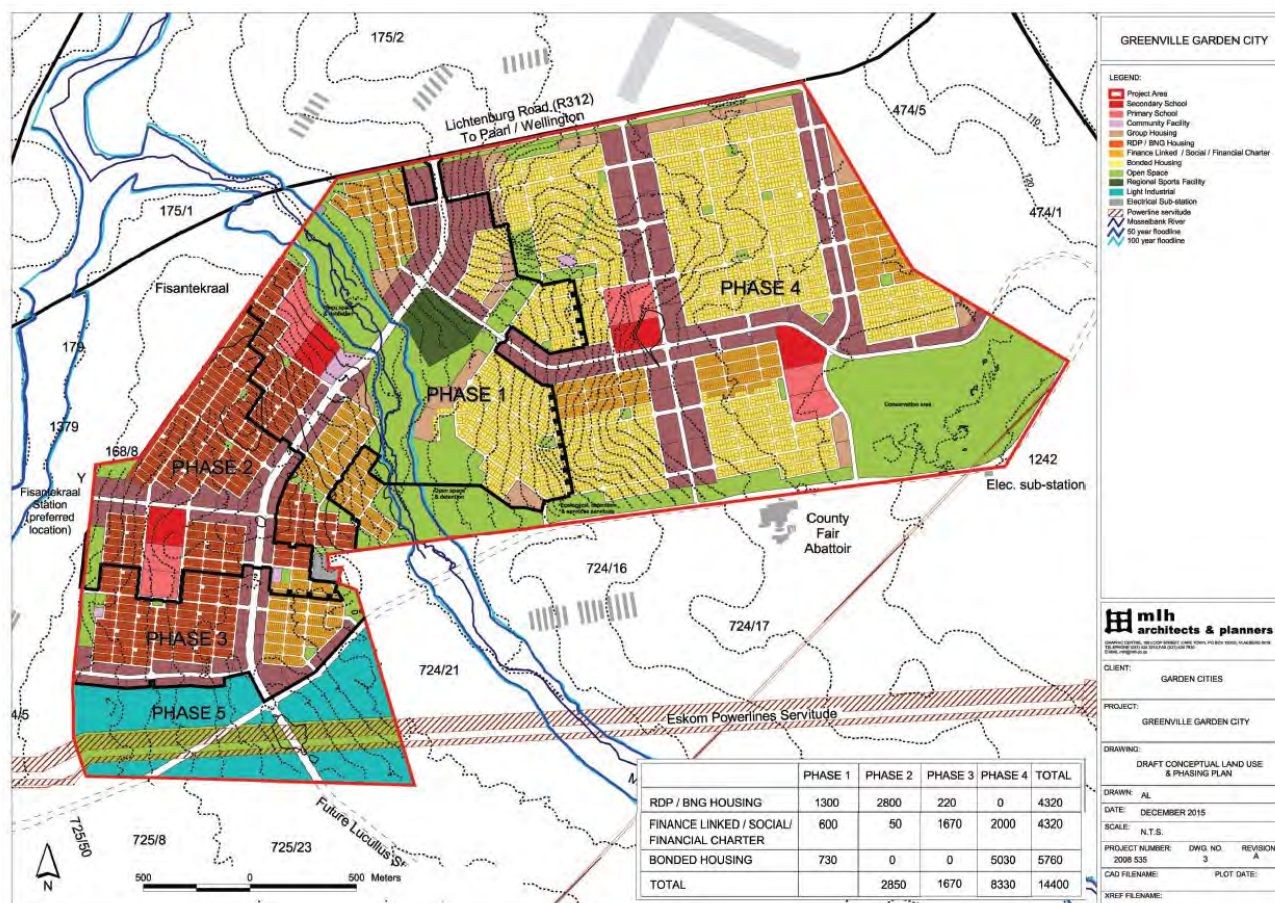 175/2
Lichtenburg Road (R312)
To Paarl / Wellington
474/5
110
120
474/1
175/1
Fisantekraal
179
1379
168/8
Y
Fisantekraal
Station
(preferred
location)
PHASE 4
PHASE 1
PHASE 2
PHASE 3
PHASE 5
Conservation area
Open space
& detention
1242
Elec. sub-station
County
Fair
Abattoir
724/16
724/17
724/21
4/5
Eskom Powerlines Servitude
M
Future Lucullus St
725/50
725/8
725/23
N
500 0 500 Meters
PHASE 1 PHASE 2 PHASE 3 PHASE 4 TOTAL
RDP / BNG HOUSING 1300 2800 220 0 4320
FINANCE LINKED / SOCIAL/
FINANCIAL CHARTER 600 50 1670 2000 4320
BONDED HOUSING 730 0 0 5030 5760
TOTAL 2850 1670 8330 14400
GREENVILLE GARDEN CITY
LEGEND:
Project Area
Secondary School
Primary School
Community Facility
Group Housing
RDP / BNG Housing
Finance Linked / Social / Financial Charter
Bonded Housing
Open Space
Regional Sports Facility
Light Industrial
Electrical Sub-station
Powerline servitude
Mosselbank River
50 year floodline
100 year floodline
mlh
architects & planners
CLIENT:
GARDEN CITIES
PROJECT:
GREENVILLE GARDEN CITY
DRAWING:
DRAFT CONCEPTUAL LAND USE
& PHASING PLAN
DRAWN: AL
DATE: DECEMBER 2015
SCALE: N.T.S.
PROJECT NUMBER: DWG. NO. REVISION
2008 535 3 A
CAD FILENAME: PLOT DATE:
XREF FILENAME: